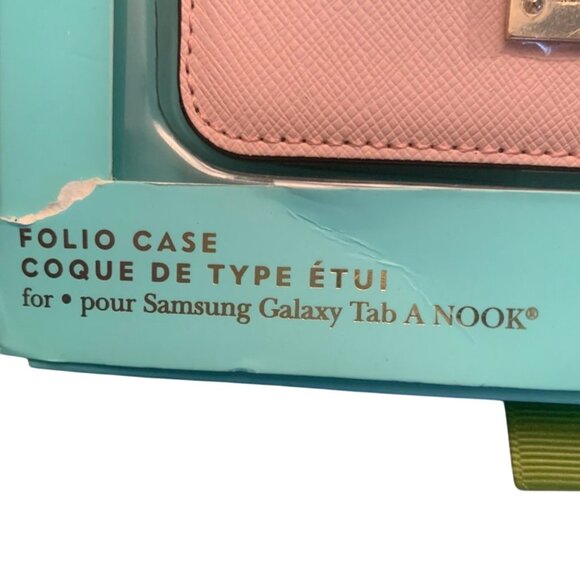 FOLIO CASE
COQUE DE TYPE ÉTUI
for • pour Samsung Galaxy Tab A NOOK®